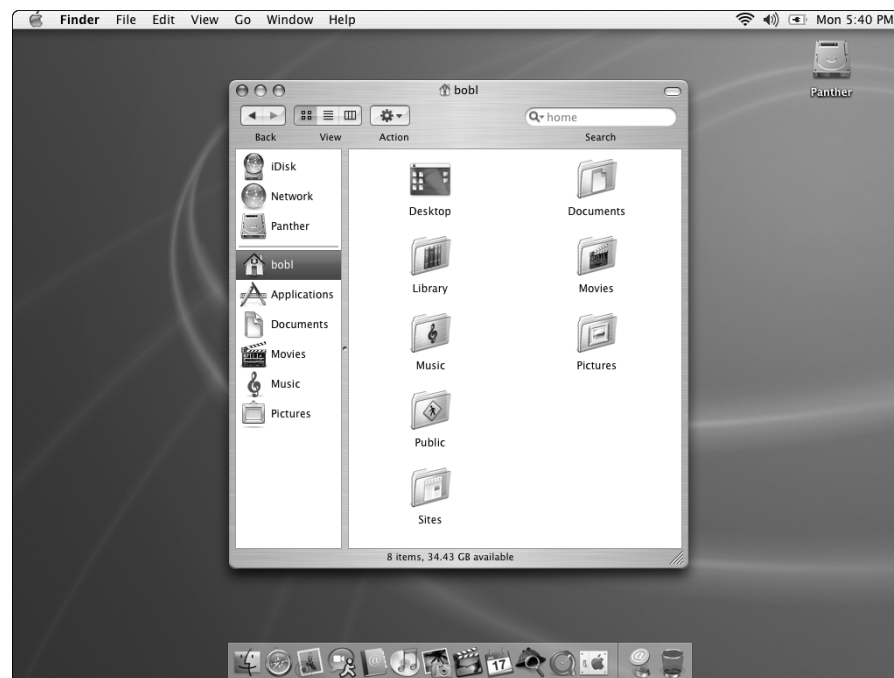 Finder File Edit View Go Window Help Mon 5:40 PM
Panther
bobl
home
Back View Action Search
iDisk
Network
Panther
bobl
Applications
Documents
Movies
Music
Pictures
Desktop Documents
Library Movies
Music Pictures
Public
Sites
8 items, 34.43 GB available
17